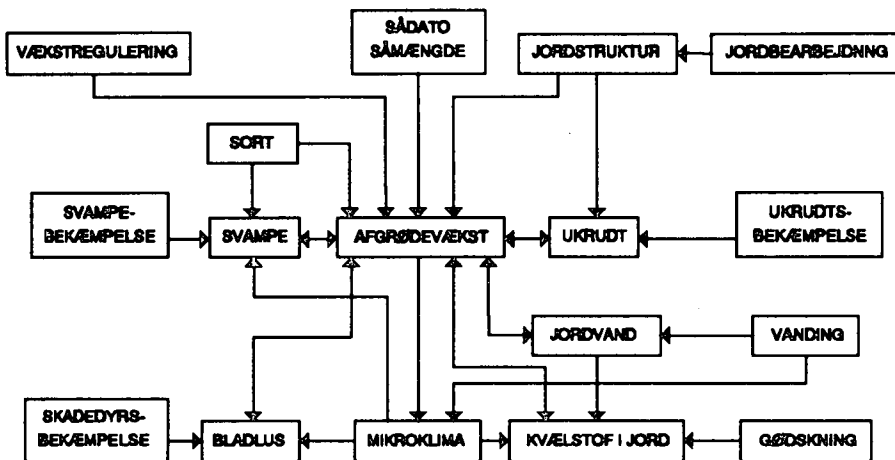 SÅDATO
SÅMÆNGDE
VÆKSTREGULERING
JORDSTRUKTUR
JORDBEARBEJDNNG
SORT
SVAMPE-
BEKÆMPELSE
SVAMPE
AFGRØDEVÆKST
UKRUDT
UKRUDTS-
BEKÆMPELSE
JORDVAND
VANDING
SKADEDYRS-
BEKÆMPELSE
BLADLUS
MIKROKLIMA
KVÆLSTOF I JORD
GØDSKNING